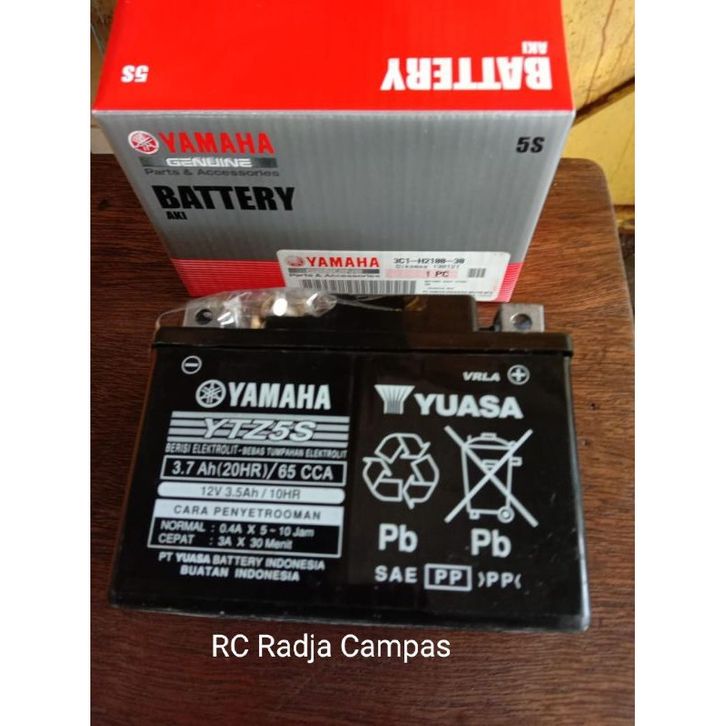 BATTERY
AKI
5S
YAMAHA
GENUINE
Parts & Accessories
BATTERY
AKI
5S
YAMAHA
Parts & Accessories
3C1-H2100-30
1 PC
VRLA
YAMAHA
YTZ5S
BERISI ELEKTROLIT-BEBAS TUMPAHAN ELEKTROLIT
3.7 Ah(20HR)/65 CCA
12V 3.5Ah/10HR
CARA PENYETROOMAN
NORMAL : 0.4A X 5-10 Jam
CEPAT : 3A X 30 Menit
PT YUASA BATTERY INDONESIA
BUATAN INDONESIA
YUASA
Pb Pb
SAE PP >PP<
RC Radja Campas